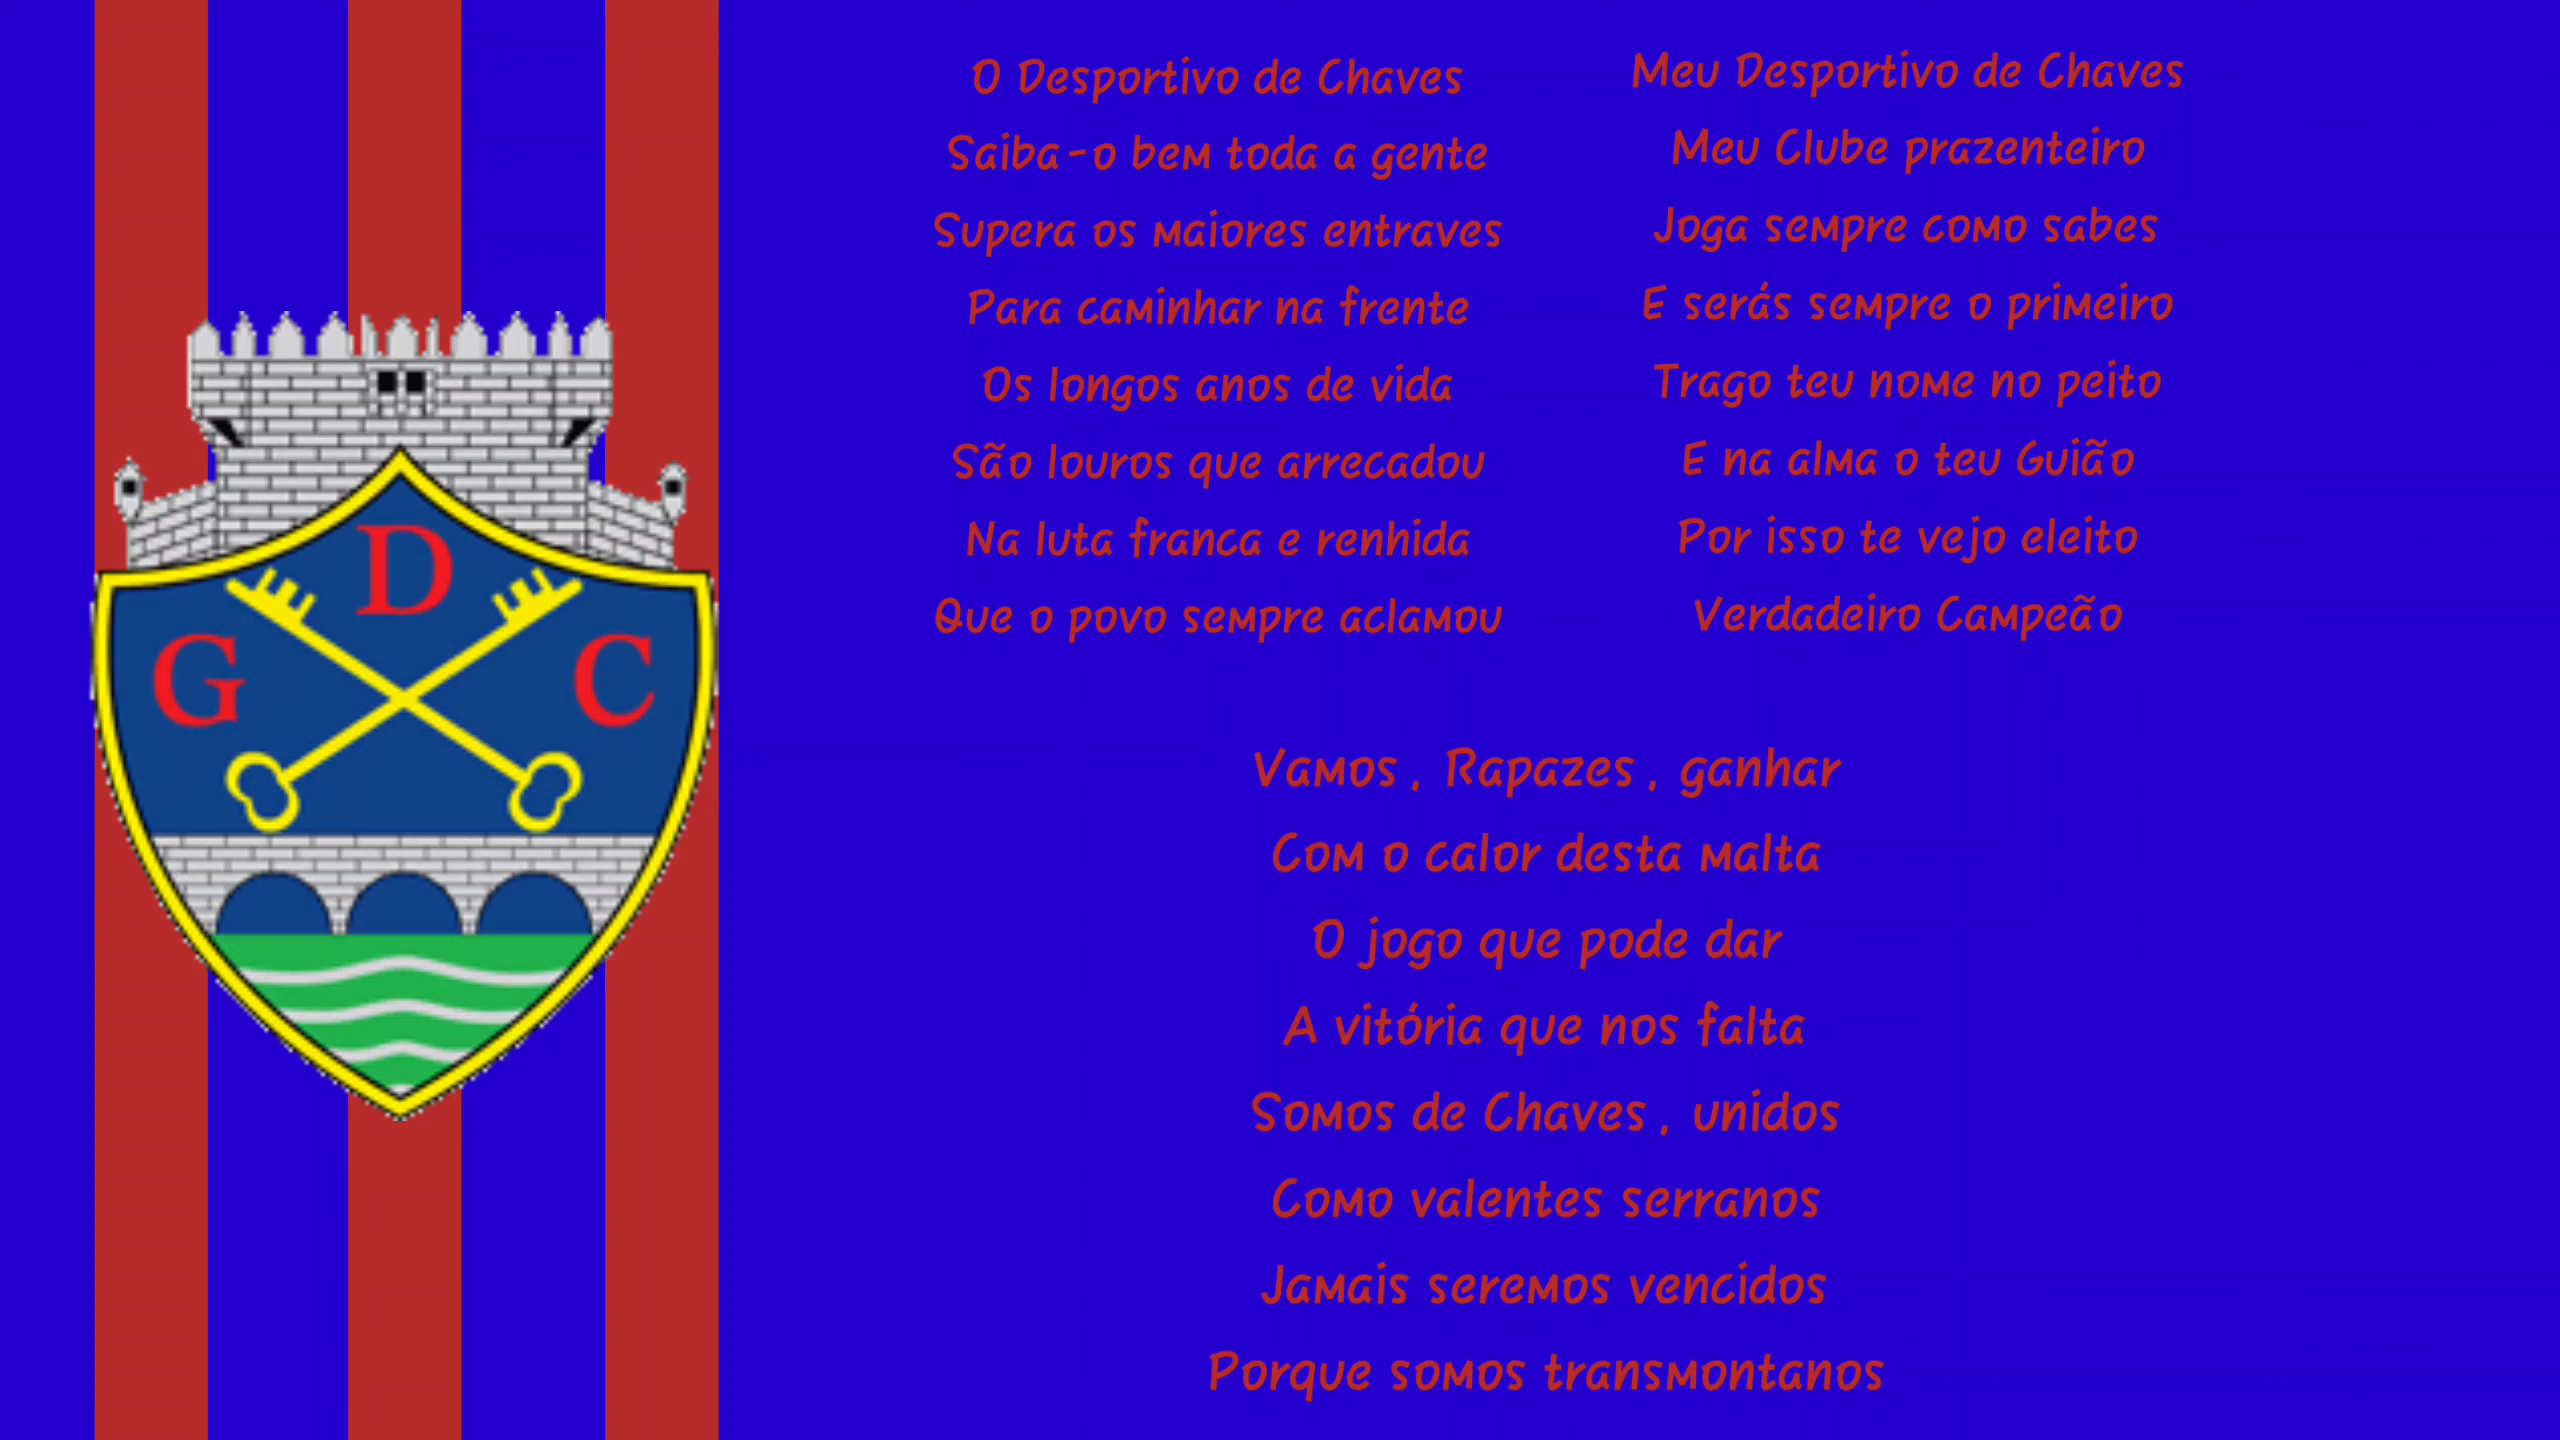 G D C
O Desportivo de Chaves
Saiba-o bem toda a gente
Supera os maiores entraves
Para caminhar na frente
Os longos anos de vida
São louros que arrecadou
Na luta franca e renhida
Que o povo sempre aclamou
Meu Desportivo de Chaves
Meu Clube prazenteiro
Joga sempre como sabes
E serás sempre o primeiro
Trago teu nome no peito
E na alma o teu Guião
Por isso te vejo eleito
Verdadeiro Campeão
Vamos, Rapazes, ganhar
Com o calor desta malta
O jogo que pode dar
A vitória que nos falta
Somos de Chaves, unidos
Como valentes serranos
Jamais seremos vencidos
Porque somos transmontanos